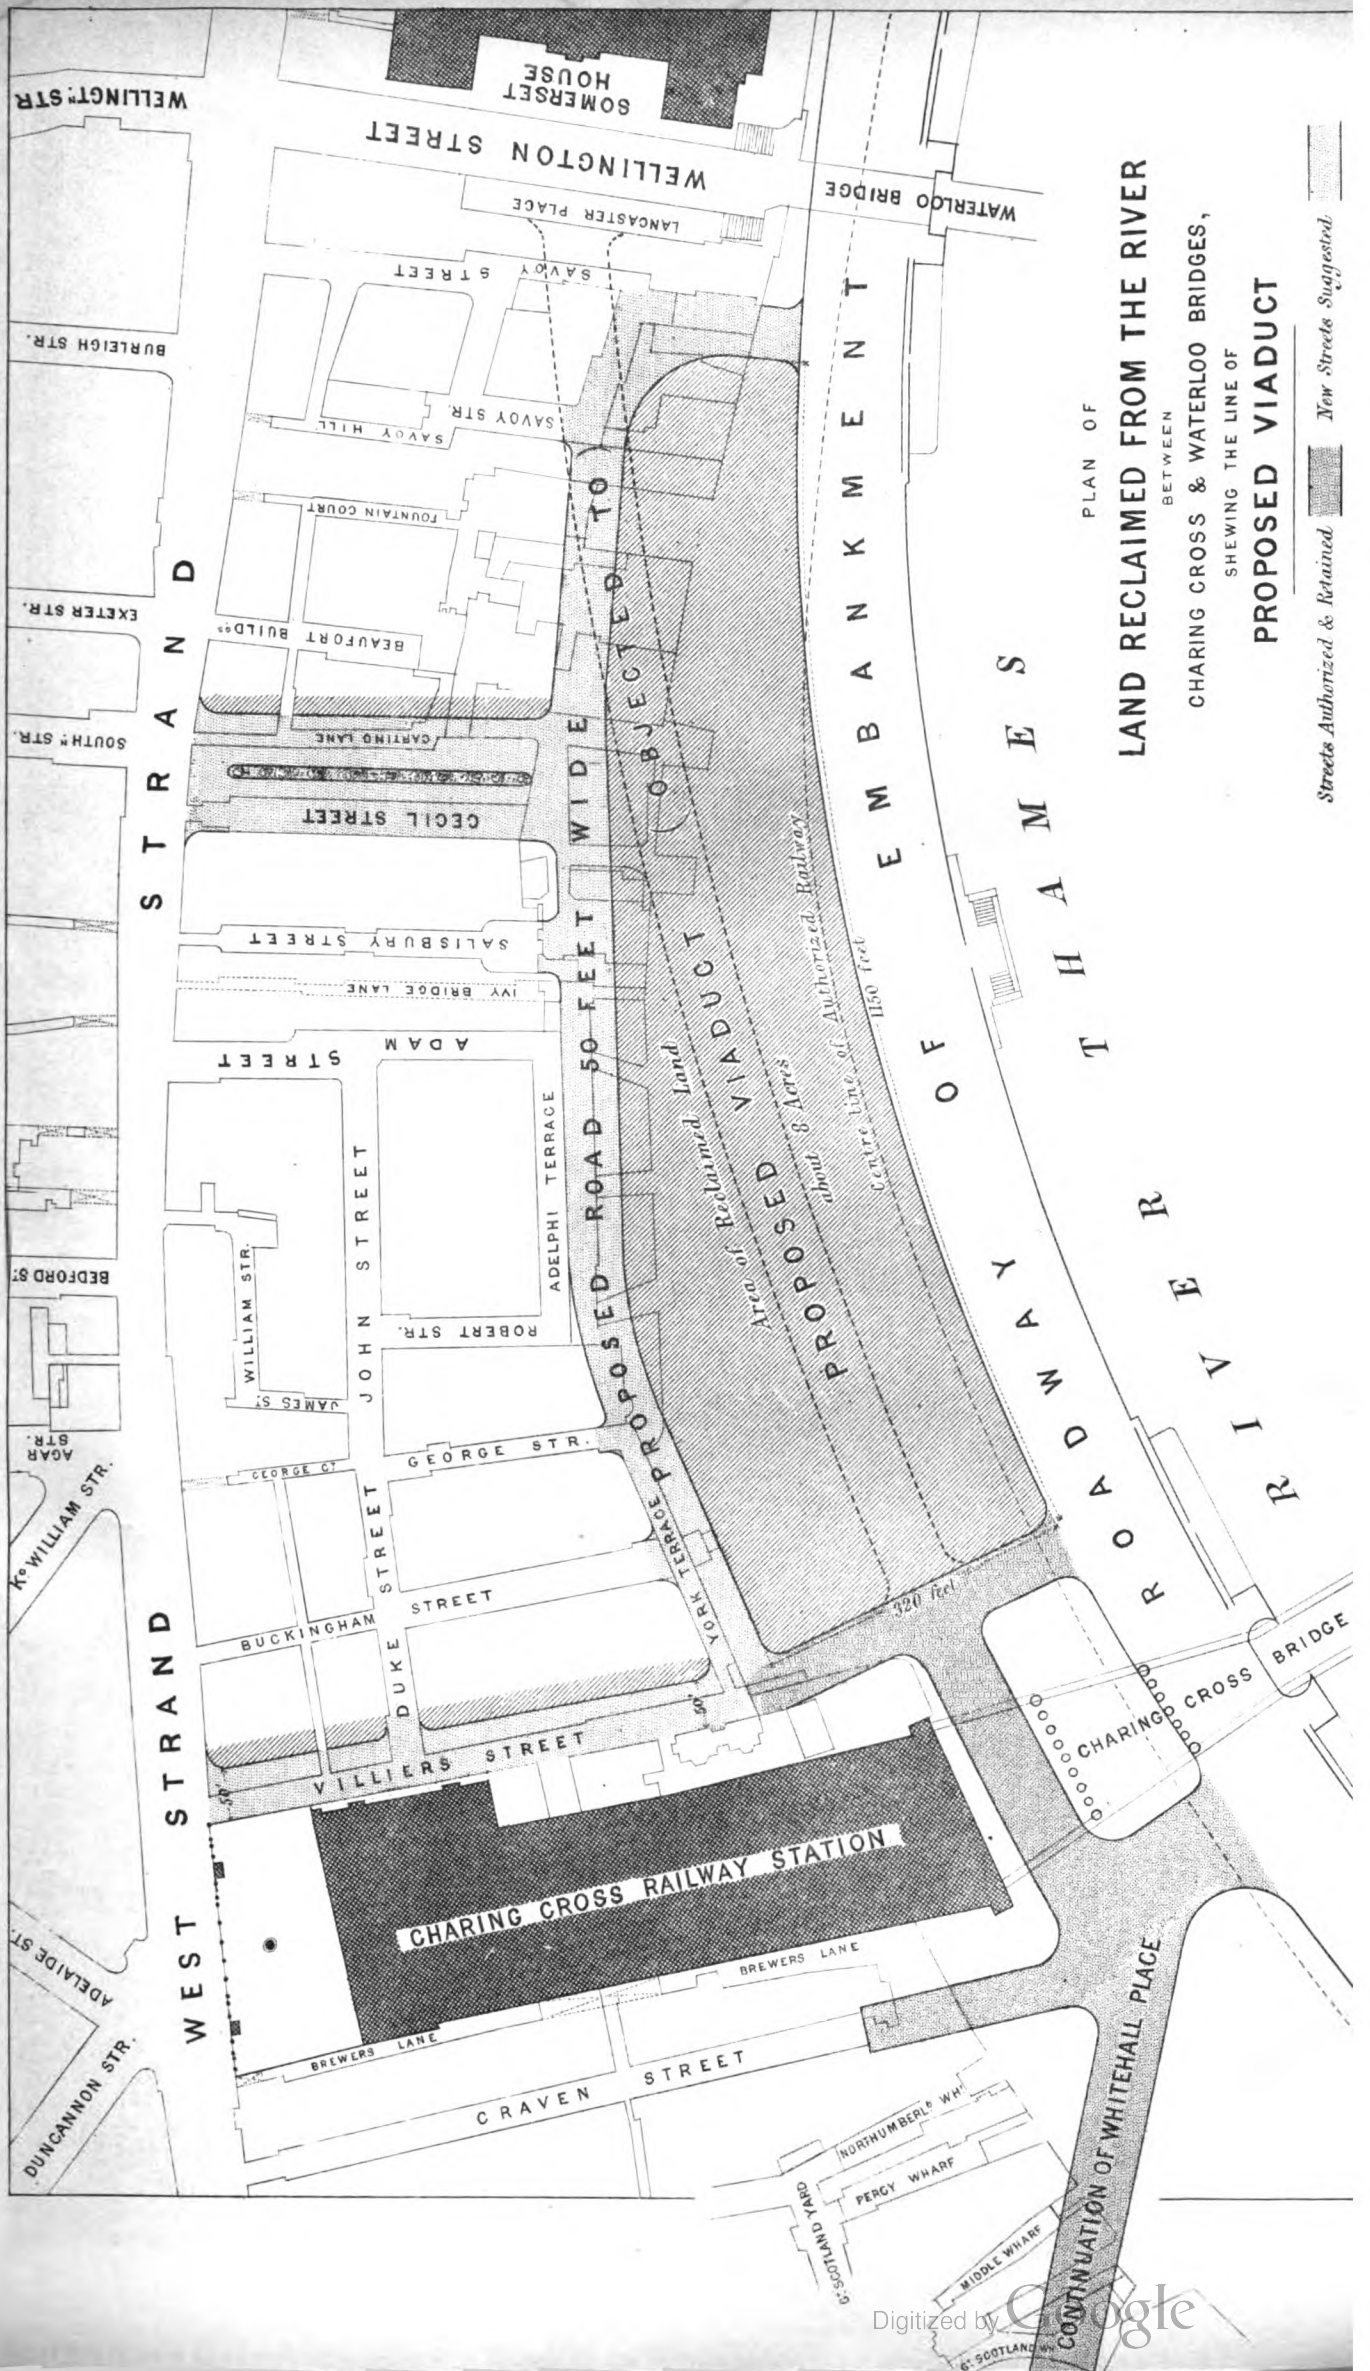 PLAN OF
LAND RECLAIMED FROM THE RIVER
BETWEEN
CHARING CROSS & WATERLOO BRIDGES,
SHEWING THE LINE OF
PROPOSED VIADUCT
Streets Authorized & Retained
New Streets Suggested
SOMERSET
HOUSE
WELLINGTN. STR.
WELLINGTON STREET
LANCASTER PLACE
WATERLOO BRIDGE
SAVOY STREET
BURLEIGH STR.
SAVOY STR.
SAVOY HILL
FOUNTAIN COURT
EXETER STR.
BEAUFORT BUILDGS.
SOUTHN. STR.
CARTING LANE
CECIL STREET
STRAND
SALISBURY STREET
IVY BRIDGE LANE
ADAM
STREET
ADELPHI TERRACE
JOHN STREET
WILLIAM STR.
ROBERT STR.
JAMES ST.
BEDFORD ST.
AGAR
STR.
GEORGE CT.
GEORGE STR.
KG. WILLIAM STR.
DUKE STREET
BUCKINGHAM STREET
YORK TERRACE
VILLIERS STREET
50'
50'
WEST STRAND
PROPOSED ROAD 50 FEET WIDE
(OBJECTED TO)
PROPOSED VIADUCT
Area of Reclaimed Land
about 8 Acres
Centre line of Authorized Railway
1150 feet
320 feet
ROADWAY OF EMBANKMENT
RIVER THAMES
CHARING CROSS BRIDGE
CHARING CROSS RAILWAY STATION
BREWERS LANE
BREWERS LANE
CRAVEN STREET
ADELAIDE ST.
DUNCANNON STR.
NORTHUMBERLD. WHF.
PERCY WHARF
GT. SCOTLAND YARD
MIDDLE WHARF
GT. SCOTLAND WHF.
CONTINUATION OF WHITEHALL PLACE
Digitized by Google